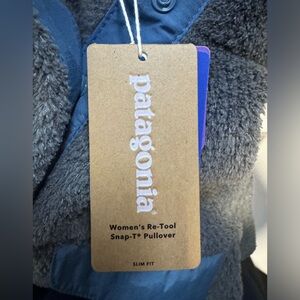 patagonia
Women's Re-Tool
Snap-T® Pullover
SLIM FIT